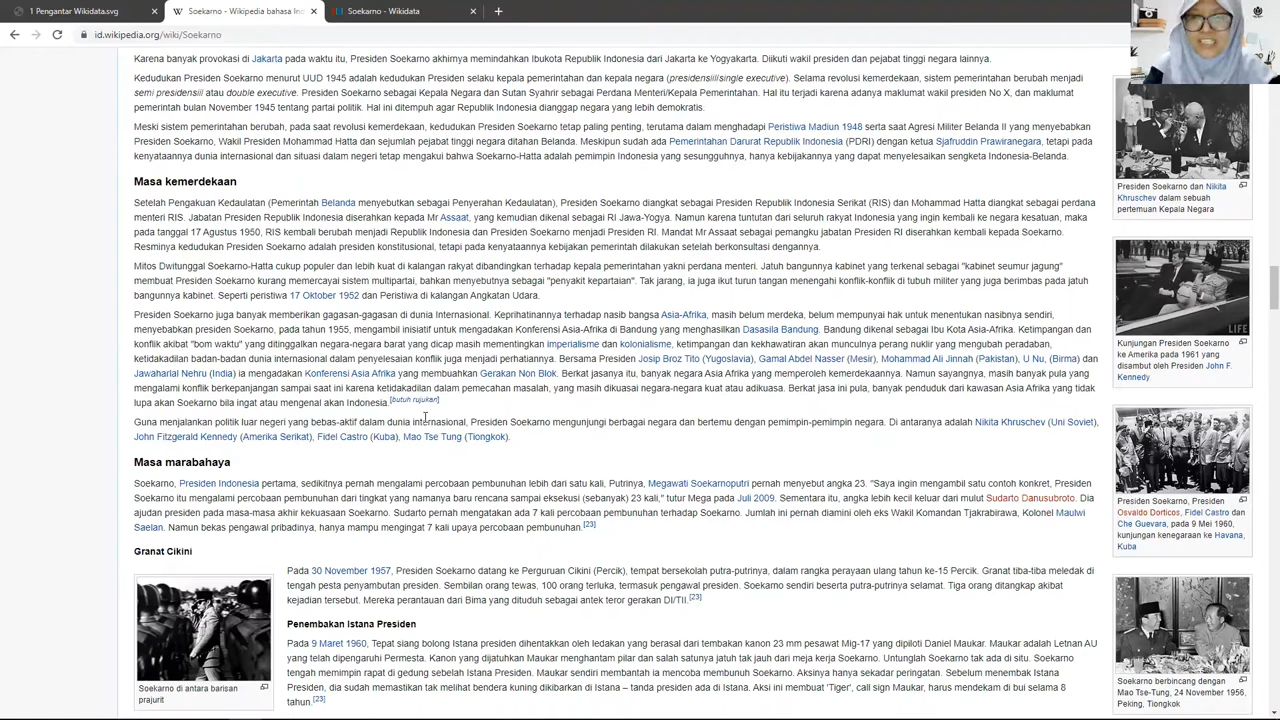 1 Pengantar Wikidata.svg
Soekarno - Wikipedia bahasa Ind
Soekarno - Wikidata
id.wikipedia.org/wiki/Soekarno
Karena banyak provokasi di Jakarta pada waktu itu, Presiden Soekarno akhirnya memindahkan Ibukota Republik Indonesia dari Jakarta ke Yogyakarta. Diikuti wakil presiden dan pejabat tinggi negara lainnya.
Kedudukan Presiden Soekarno menurut UUD 1945 adalah kedudukan Presiden selaku kepala pemerintahan dan kepala negara (presidensiil/single executive). Selama revolusi kemerdekaan, sistem pemerintahan berubah menjadi
semi presidensiil atau double executive). Presiden Soekarno sebagai Kepala Negara dan Sutan Syahrir sebagai Perdana Menteri/Kepala Pemerintahan. Hal itu terjadi karena adanya maklumat wakil presiden No X, dan maklumat
pemerintah bulan November 1945 tentang partai politik. Hal ini ditempuh agar Republik Indonesia dianggap negara yang lebih demokratis.
Meski sistem pemerintahan berubah, pada saat revolusi kemerdekaan, kedudukan Presiden Soekarno tetap paling penting, terutama dalam menghadapi Peristiwa Madiun 1948 serta saat Agresi Militer Belanda II yang menyebabkan
Presiden Soekarno, Wakil Presiden Mohammad Hatta dan sejumlah pejabat tinggi negara ditahan Belanda. Meskipun sudah ada Pemerintahan Darurat Republik Indonesia (PDRI) dengan ketua Sjafruddin Prawiranegara, tetapi pada
kenyataannya dunia internasional dan situasi dalam negeri tetap mengakui bahwa Soekarno-Hatta adalah pemimpin Indonesia yang sesungguhnya, hanya kebijakannya yang dapat menyelesaikan sengketa Indonesia-Belanda.
Masa kemerdekaan
Setelah Pengakuan Kedaulatan (Pemerintah Belanda menyebutkan sebagai Penyerahan Kedaulatan), Presiden Soekarno diangkat sebagai Presiden Republik Indonesia Serikat (RIS) dan Mohammad Hatta diangkat sebagai perdana
menteri RIS. Jabatan Presiden Republik Indonesia diserahkan kepada Mr Assaat, yang kemudian dikenal sebagai RI Jawa-Yogya. Namun karena tuntutan dari seluruh rakyat Indonesia yang ingin kembali ke negara kesatuan, maka
pada tanggal 17 Agustus 1950, RIS kembali berubah menjadi Republik Indonesia dan Presiden Soekarno menjadi Presiden RI. Mandat Mr Assaat sebagai pemangku jabatan Presiden RI diserahkan kembali kepada Soekarno.
Resminya kedudukan Presiden Soekarno adalah presiden konstitusional, tetapi pada kenyataannya kebijakan pemerintah dilakukan setelah berkonsultasi dengannya.
Mitos Dwitunggal Soekarno-Hatta cukup populer dan lebih kuat di kalangan rakyat dibandingkan terhadap kepala pemerintahan yakni perdana menteri. Jatuh bangunnya kabinet yang terkenal sebagai "kabinet seumur jagung"
membuat Presiden Soekarno kurang memercayai sistem multipartai, bahkan menyebutnya sebagai "penyakit kepartaian". Tak jarang, ia juga ikut turun tangan menengahi konflik-konflik di tubuh militer yang juga berimbas pada jatuh
bangunnya kabinet. Seperti peristiwa 17 Oktober 1952 dan Peristiwa di kalangan Angkatan Udara.
Presiden Soekarno juga banyak memberikan gagasan-gagasan di dunia Internasional. Keprihatinannya terhadap nasib bangsa Asia-Afrika, masih belum merdeka, belum mempunyai hak untuk menentukan nasibnya sendiri,
menyebabkan presiden Soekarno, pada tahun 1955, mengambil inisiatif untuk mengadakan Konferensi Asia-Afrika di Bandung yang menghasilkan Dasasila Bandung. Bandung dikenal sebagai Ibu Kota Asia-Afrika. Ketimpangan dan
konflik akibat "bom waktu" yang ditinggalkan negara-negara barat yang dicap masih mementingkan imperialisme dan kolonialisme, ketimpangan dan kekhawatiran akan munculnya perang nuklir yang mengubah peradaban,
ketidakadilan badan-badan dunia internasional dalam penyelesaian konflik juga menjadi perhatiannya. Bersama Presiden Josip Broz Tito (Yugoslavia), Gamal Abdel Nasser (Mesir), Mohammad Ali Jinnah (Pakistan), U Nu, (Birma) dan
Jawaharlal Nehru (India) ia mengadakan Konferensi Asia Afrika yang membuahkan Gerakan Non Blok. Berkat jasanya itu, banyak negara Asia Afrika yang memperoleh kemerdekaannya. Namun sayangnya, masih banyak pula yang
mengalami konflik berkepanjangan sampai saat ini karena ketidakadilan dalam pemecahan masalah, yang masih dikuasai negara-negara kuat atau adikuasa. Berkat jasa ini pula, banyak penduduk dari kawasan Asia Afrika yang tidak
lupa akan Soekarno bila ingat atau mengenal akan Indonesia.[butuh rujukan]
Guna menjalankan politik luar negeri yang bebas-aktif dalam dunia internasional, Presiden Soekarno mengunjungi berbagai negara dan bertemu dengan pemimpin-pemimpin negara. Di antaranya adalah Nikita Khruschev (Uni Soviet),
John Fitzgerald Kennedy (Amerika Serikat), Fidel Castro (Kuba), Mao Tse Tung (Tiongkok).
Masa marabahaya
Soekarno, Presiden Indonesia pertama, sedikitnya pernah mengalami percobaan pembunuhan lebih dari satu kali, Putrinya, Megawati Soekarnoputri pernah menyebut angka 23. "Saya ingin mengambil satu contoh konkret, Presiden
Soekarno itu mengalami percobaan pembunuhan dari tingkat yang namanya baru rencana sampai eksekusi (sebanyak) 23 kali," tutur Mega pada Juli 2009. Sementara itu, angka lebih kecil keluar dari mulut Sudarto Danusubroto. Dia
ajudan presiden pada masa-masa akhir kekuasaan Soekarno. Sudarto pernah mengatakan ada 7 kali percobaan pembunuhan terhadap Soekarno. Jumlah ini pernah diamini oleh eks Wakil Komandan Tjakrabirawa, Kolonel Maulwi
Saelan. Namun bekas pengawal pribadinya, hanya mampu mengingat 7 kali upaya percobaan pembunuhan.[23]
Granat Cikini
Pada 30 November 1957, Presiden Soekarno datang ke Perguruan Cikini (Percik), tempat bersekolah putra-putrinya, dalam rangka perayaan ulang tahun ke-15 Percik. Granat tiba-tiba meledak di
tengah pesta penyambutan presiden. Sembilan orang tewas, 100 orang terluka, termasuk pengawal presiden. Soekarno sendiri beserta putra-putrinya selamat. Tiga orang ditangkap akibat
kejadian tersebut. Mereka perantauan dari Bima yang dituduh sebagai antek teror gerakan DI/TII.[23]
Penembakan Istana Presiden
Pada 9 Maret 1960, Tepat siang bolong Istana presiden dihentakkan oleh ledakan yang berasal dari tembakan kanon 23 mm pesawat Mig-17 yang dipiloti Daniel Maukar. Maukar adalah Letnan AU
yang telah dipengaruhi Permesta. Kanon yang dijatuhkan Maukar menghantam pilar dan salah satunya jatuh tak jauh dari meja kerja Soekarno. Untunglah Soekarno tak ada di situ. Soekarno
tengah memimpin rapat di gedung sebelah Istana Presiden. Maukar sendiri membantah ia mencoba membunuh Soekarno. Aksinya hanya sekadar peringatan. Sebelum menembak Istana
Presiden, dia sudah memastikan tak melihat bendera kuning dikibarkan di Istana – tanda presiden ada di Istana. Aksi ini membuat 'Tiger', call sign Maukar, harus mendekam di bui selama 8
tahun.[23]
Soekarno di antara barisan
prajurit
Presiden Soekarno dan Nikita
Khruschev dalam sebuah
pertemuan Kepala Negara
LIFE
Kunjungan Presiden Soekarno
ke Amerika pada 1961 yang
disambut oleh Presiden John F.
Kennedy
Presiden Soekarno, Presiden
Osvaldo Dorticos, Fidel Castro dan
Che Guevara, pada 9 Mei 1960,
kunjungan kenegaraan ke Havana,
Kuba
Soekarno berbincang dengan
Mao Tse-Tung, 24 November 1956,
Peking, Tiongkok